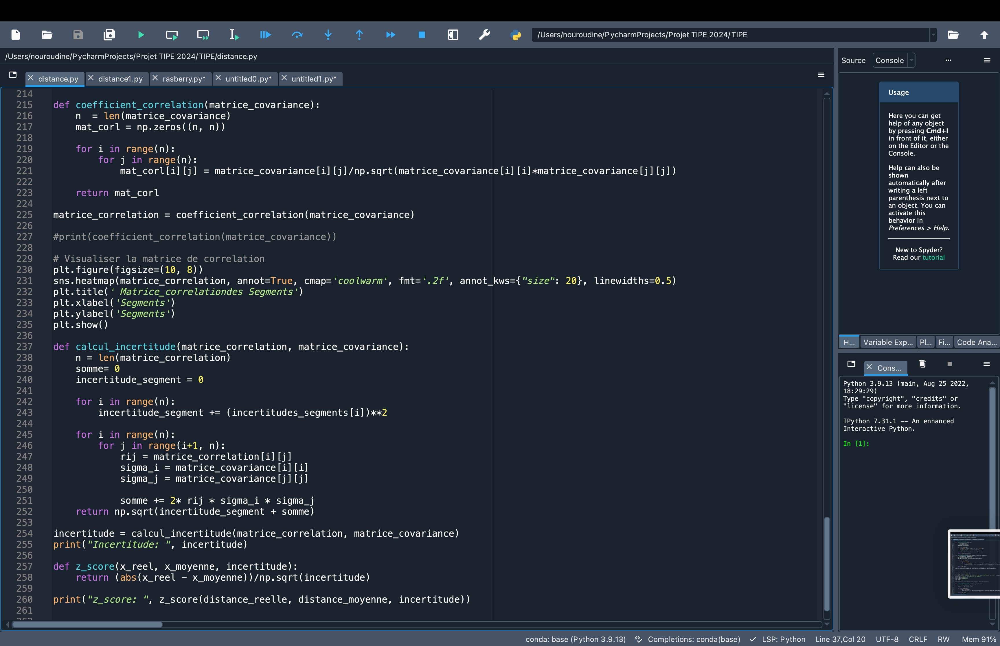 /Users/nouroudine/PycharmProjects/Projet TIPE 2024/TIPE
/Users/nouroudine/PycharmProjects/Projet TIPE 2024/TIPE/distance.py
distance.py
distance1.py
rasberry.py*
untitled0.py*
untitled1.py*
214
215 def coefficient_correlation(matrice_covariance):
216     n  = len(matrice_covariance)
217     mat_corl = np.zeros((n, n))
218
219     for i in range(n):
220         for j in range(n):
221             mat_corl[i][j] = matrice_covariance[i][j]/np.sqrt(matrice_covariance[i][i]*matrice_covariance[j][j])
222
223     return mat_corl
224
225 matrice_correlation = coefficient_correlation(matrice_covariance)
226
227 #print(coefficient_correlation(matrice_covariance))
228
229 # Visualiser la matrice de correlation
230 plt.figure(figsize=(10, 8))
231 sns.heatmap(matrice_correlation, annot=True, cmap='coolwarm', fmt='.2f', annot_kws={"size": 20}, linewidths=0.5)
232 plt.title(' Matrice_correlationdes Segments')
233 plt.xlabel('Segments')
234 plt.ylabel('Segments')
235 plt.show()
236
237 def calcul_incertitude(matrice_correlation, matrice_covariance):
238     n = len(matrice_correlation)
239     somme= 0
240     incertitude_segment = 0
241
242     for i in range(n):
243         incertitude_segment += (incertitudes_segments[i])**2
244
245     for i in range(n):
246         for j in range(i+1, n):
247             rij = matrice_correlation[i][j]
248             sigma_i = matrice_covariance[i][i]
249             sigma_j = matrice_covariance[j][j]
250
251             somme += 2* rij * sigma_i * sigma_j
252     return np.sqrt(incertitude_segment + somme)
253
254 incertitude = calcul_incertitude(matrice_correlation, matrice_covariance)
255 print("Incertitude: ", incertitude)
256
257 def z_score(x_reel, x_moyenne, incertitude):
258     return (abs(x_reel - x_moyenne))/np.sqrt(incertitude)
259
260 print("z_score: ", z_score(distance_reelle, distance_moyenne, incertitude))
261
Source Console
Usage
Here you can get
help of any object
by pressing Cmd+I
in front of it, either
on the Editor or the
Console.
Help can also be
shown
automatically after
writing a left
parenthesis next to
an object. You can
activate this
behavior in
Preferences > Help.
New to Spyder?
Read our tutorial
H... Variable Exp... Pl... Fi... Code Ana...
Cons...
Python 3.9.13 (main, Aug 25 2022,
18:29:29)
Type "copyright", "credits" or
"license" for more information.
IPython 7.31.1 -- An enhanced
Interactive Python.
In [1]:
conda: base (Python 3.9.13) Completions: conda(base) LSP: Python Line 37,Col 20 UTF-8 CRLF RW Mem 91%